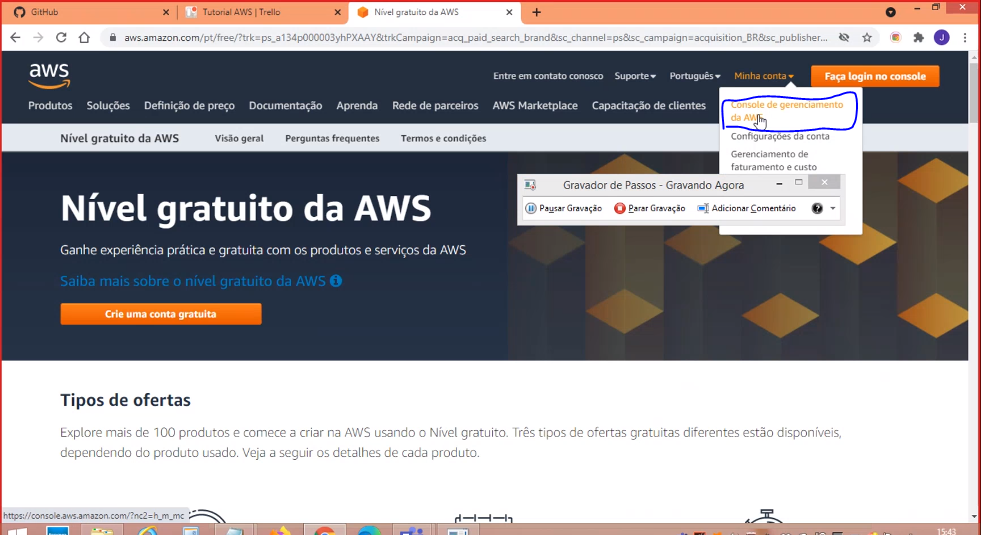 GitHub
Tutorial AWS | Trello
Nível gratuito da AWS
aws.amazon.com/pt/free/?trk=ps_a134p000003yhPXAAY&trkCampaign=acq_paid_search_brand&sc_channel=ps&sc_campaign=acquisition_BR&sc_publisher...
J
aws
Entre em contato conosco Suporte Português Minha conta Faça login no console
Produtos Soluções Definição de preço Documentação Aprenda Rede de parceiros AWS Marketplace Capacitação de clientes
Console de gerenciamento
da AWS
Configurações da conta
Gerenciamento de
faturamento e custo
Nível gratuito da AWS Visão geral Perguntas frequentes Termos e condições
Gravador de Passos - Gravando Agora
Pausar Gravação Parar Gravação Adicionar Comentário
Nível gratuito da AWS
Ganhe experiência prática e gratuita com os produtos e serviços da AWS
Saiba mais sobre o nível gratuito da AWS
Crie uma conta gratuita
Tipos de ofertas
Explore mais de 100 produtos e comece a criar na AWS usando o Nível gratuito. Três tipos de ofertas gratuitas diferentes estão disponíveis,
dependendo do produto usado. Veja a seguir os detalhes de cada produto.
https://console.aws.amazon.com/?nc2=h_m_mc
15:43